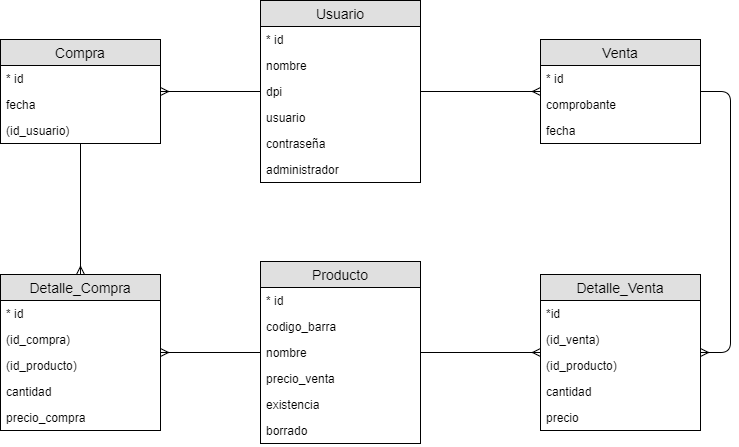 Usuario
* id
nombre
dpi
usuario
contraseña
administrador
Compra
* id
fecha
(id_usuario)
Venta
* id
comprobante
fecha
Detalle_Compra
* id
(id_compra)
(id_producto)
cantidad
precio_compra
Producto
* id
codigo_barra
nombre
precio_venta
existencia
borrado
Detalle_Venta
*id
(id_venta)
(id_producto)
cantidad
precio